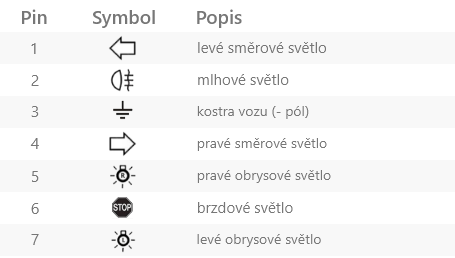 Pin Symbol Popis
1 levé směrové světlo
2 mlhové světlo
3 kostra vozu (- pól)
4 pravé směrové světlo
5 R pravé obrysové světlo
6 STOP brzdové světlo
7 L levé obrysové světlo